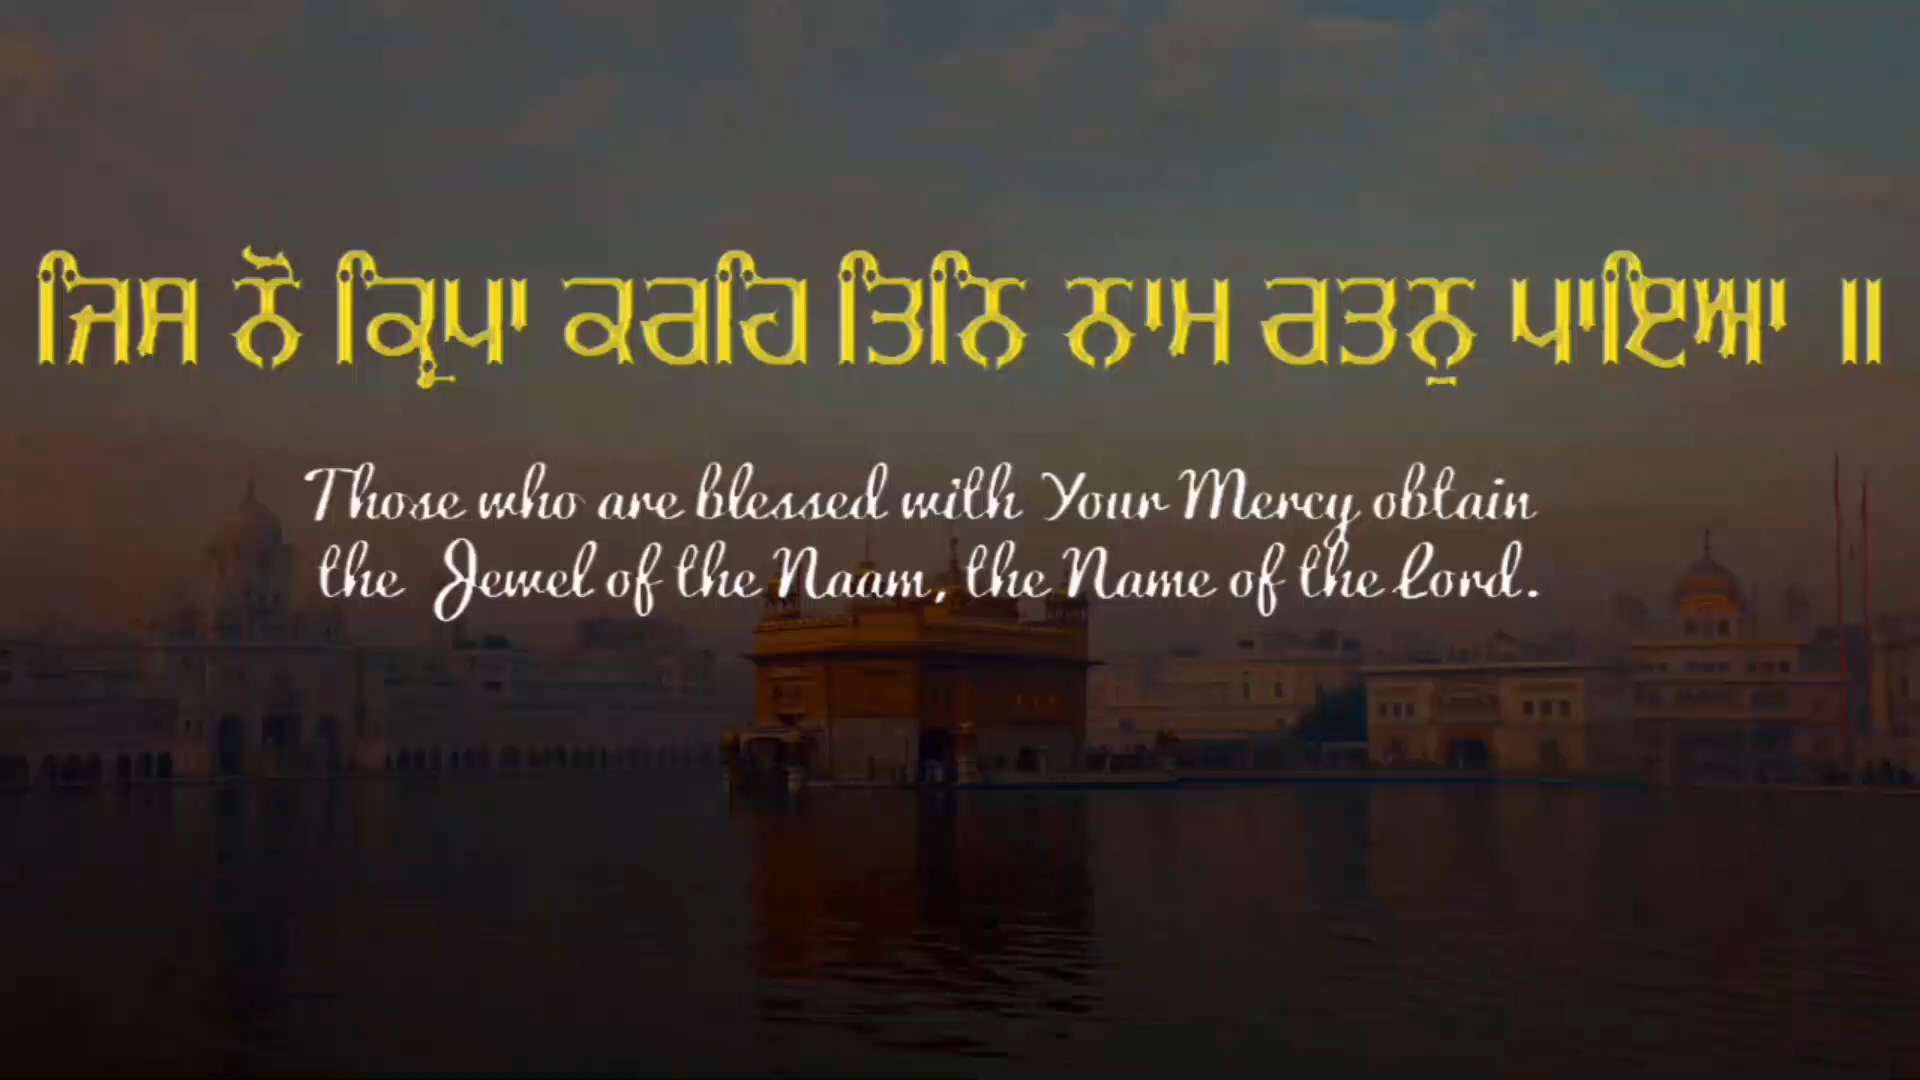 ਜਿਸ ਨੋ ਕ੍ਰਿਪਾ ਕਰਹਿ ਤਿਨਿ ਨਾਮ ਰਤਨੁ ਪਾਇਆ ॥
Those who are blessed with Your Mercy obtain
the Jewel of the Naam, the Name of the Lord.